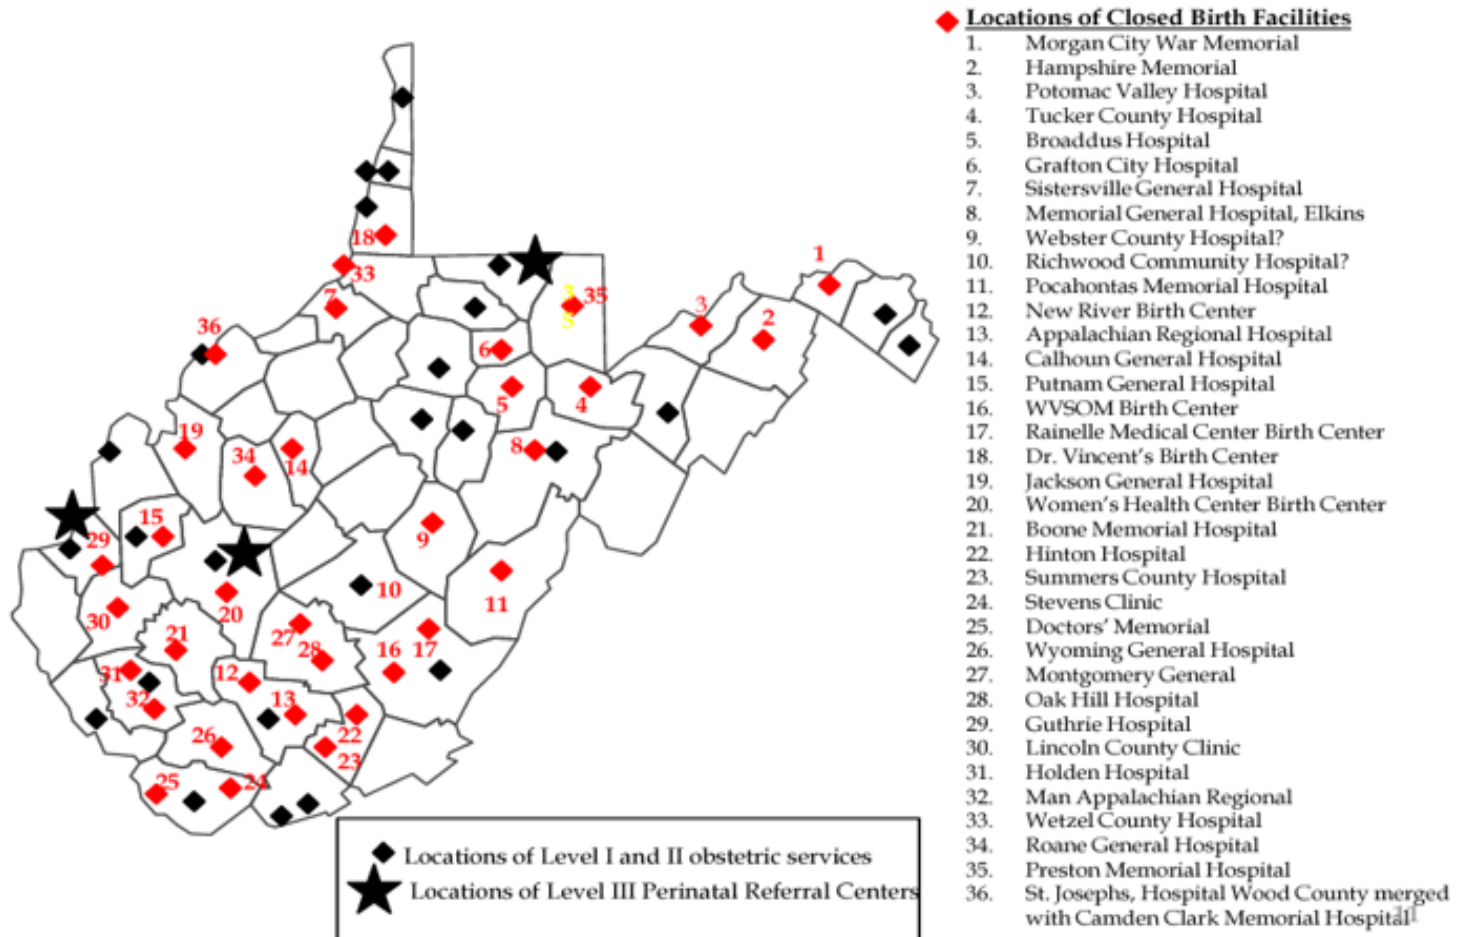 Locations of Closed Birth Facilities
1. Morgan City War Memorial
2. Hampshire Memorial
3. Potomac Valley Hospital
4. Tucker County Hospital
5. Broaddus Hospital
6. Grafton City Hospital
7. Sistersville General Hospital
8. Memorial General Hospital, Elkins
9. Webster County Hospital?
10. Richwood Community Hospital?
11. Pocahontas Memorial Hospital
12. New River Birth Center
13. Appalachian Regional Hospital
14. Calhoun General Hospital
15. Putnam General Hospital
16. WVSOM Birth Center
17. Rainelle Medical Center Birth Center
18. Dr. Vincent's Birth Center
19. Jackson General Hospital
20. Women's Health Center Birth Center
21. Boone Memorial Hospital
22. Hinton Hospital
23. Summers County Hospital
24. Stevens Clinic
25. Doctors' Memorial
26. Wyoming General Hospital
27. Montgomery General
28. Oak Hill Hospital
29. Guthrie Hospital
30. Lincoln County Clinic
31. Holden Hospital
32. Man Appalachian Regional
33. Wetzel County Hospital
34. Roane General Hospital
35. Preston Memorial Hospital
36. St. Josephs, Hospital Wood County merged
with Camden Clark Memorial Hospital
18
33
1
7
35
35
3
2
36
6
5
4
19
34
14
8
15
29
9
10
11
30
20
21
27
28
16
17
31
12
32
13
22
26
23
25
24
Locations of Level I and II obstetric services
Locations of Level III Perinatal Referral Centers